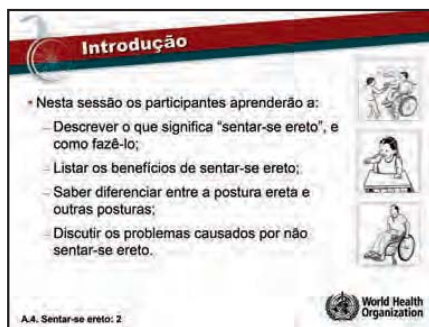 Introdução
• Nesta sessão os participantes aprenderão a:
– Descrever o que significa “sentar-se ereto”, e
como fazê-lo;
– Listar os benefícios de sentar-se ereto;
– Saber diferenciar entre a postura ereta e
outras posturas;
– Discutir os problemas causados por não
sentar-se ereto.
A.4. Sentar-se ereto: 2
World Health
Organization